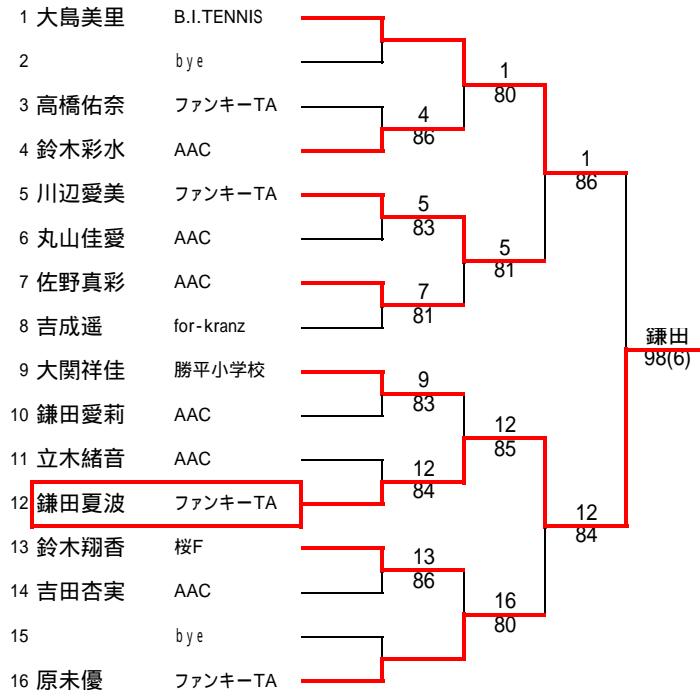 1 大島美里 B.I.TENNIS
2 bye
3 高橋佑奈 ファンキーTA
4 鈴木彩水 AAC
5 川辺愛美 ファンキーTA
6 丸山佳愛 AAC
7 佐野真彩 AAC
8 吉成遥 for-kranz
9 大関祥佳 勝平小学校
10 鎌田愛莉 AAC
11 立木緒音 AAC
12 鎌田夏波 ファンキーTA
13 鈴木翔香 桜F
14 吉田杏実 AAC
15 bye
16 原未優 ファンキーTA
4
86
5
83
7
81
9
83
12
84
13
86
1
80
5
81
12
85
16
80
1
86
12
84
鎌田
98(6)